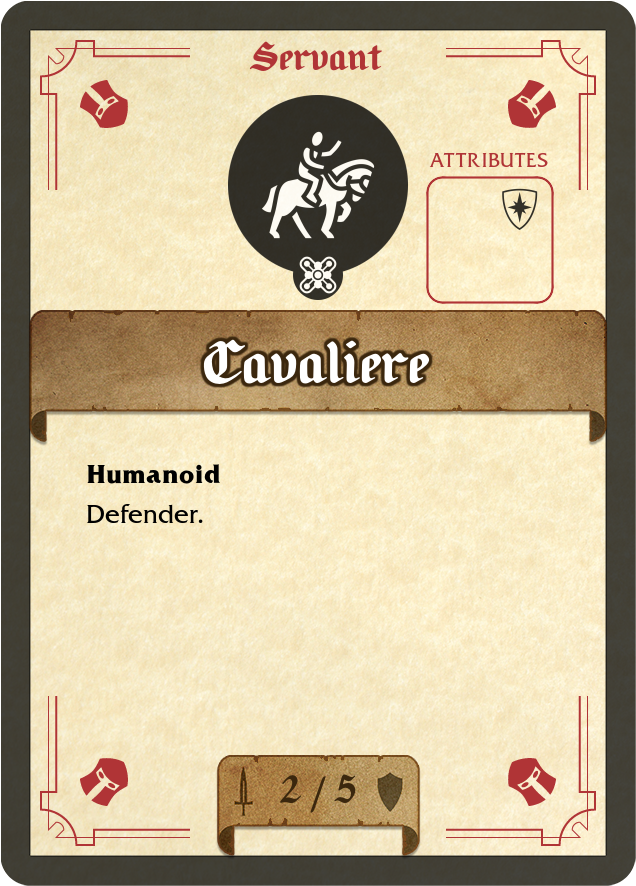 Servant
ATTRIBUTES
Cavaliere
Humanoid
Defender.
2 / 5